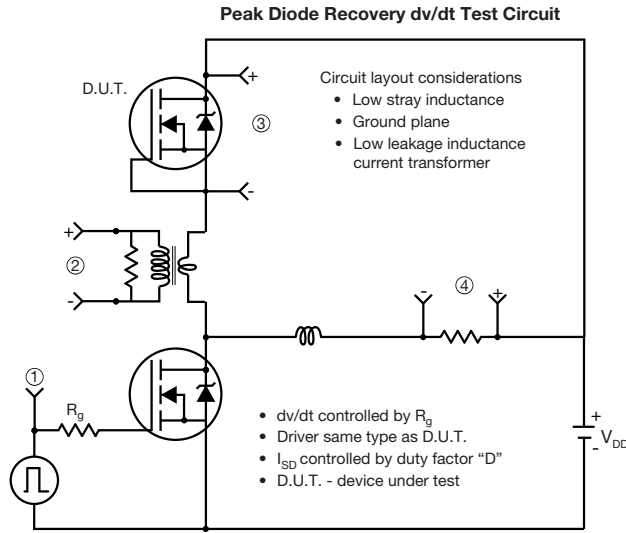 Peak Diode Recovery dv/dt Test Circuit
D.U.T.
+
Circuit layout considerations
• Low stray inductance
• Ground plane
• Low leakage inductance
current transformer
③
-
+
②
-
-
④
+
①
Rg
• dv/dt controlled by Rg
• Driver same type as D.U.T.
• ISD controlled by duty factor “D”
• D.U.T. - device under test
+
VDD
-